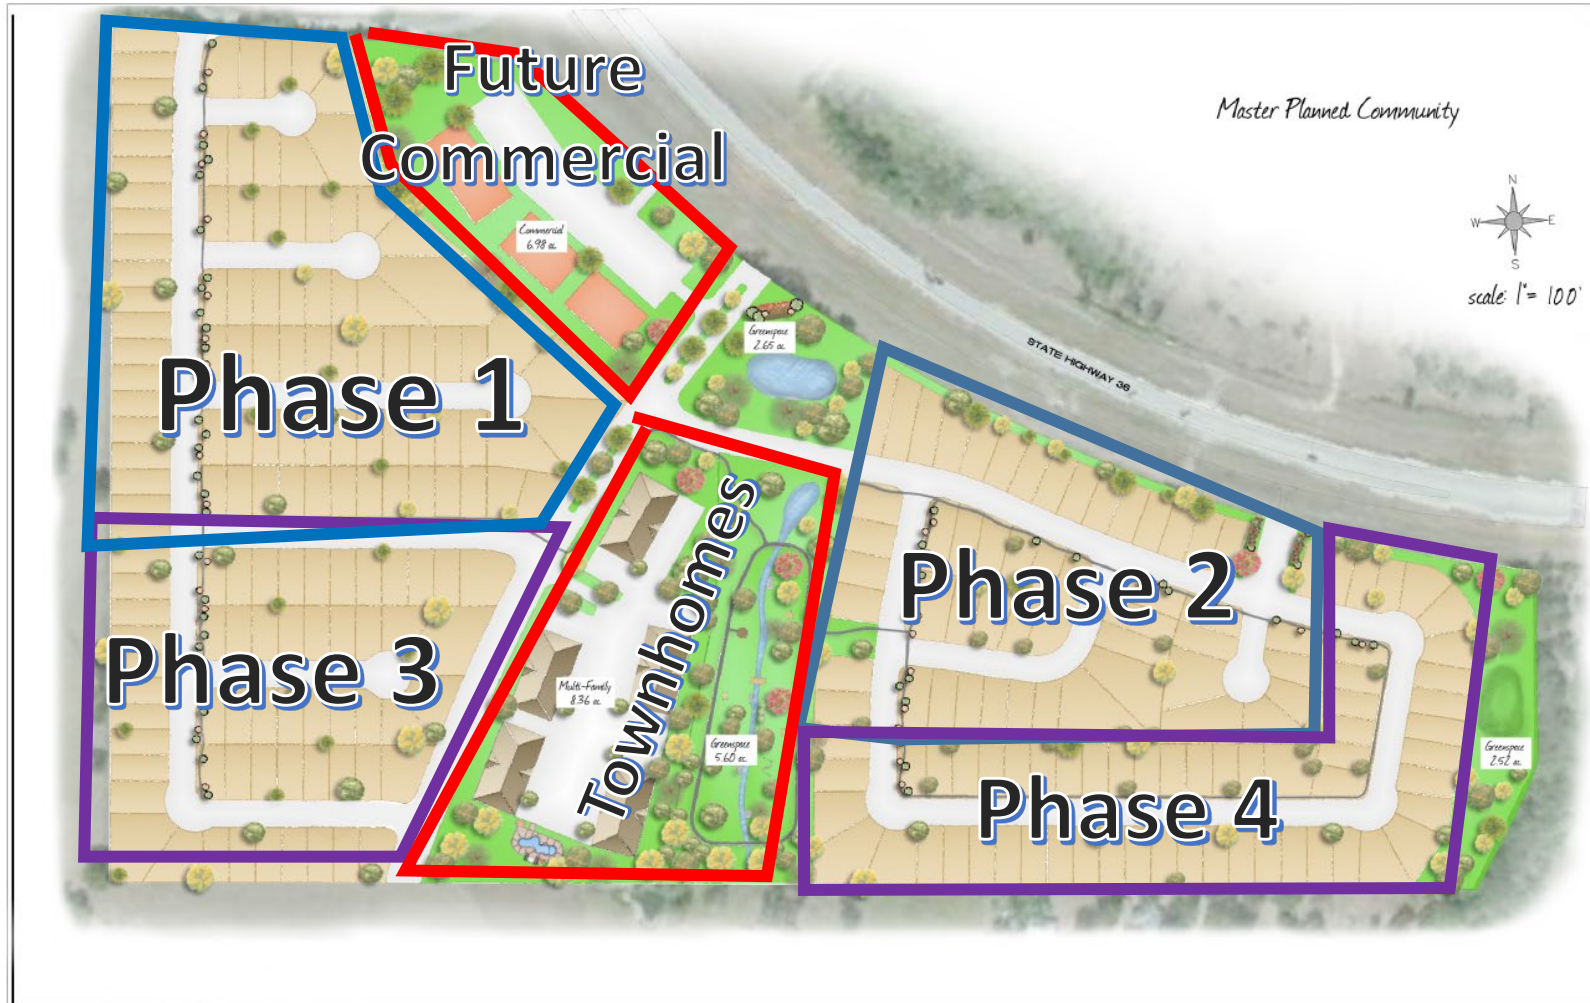 Future
Commercial
Master Planned Community
N
W
E
S
scale: 1"= 100'
Commercial
6.98 ac.
Greenspace
2.65 ac.
STATE HIGHWAY 36
Phase 1
Townhomes
Phase 2
Phase 3
Multi-Family
8.36 ac.
Greenspace
5.60 ac.
Greenspace
2.52 ac.
Phase 4